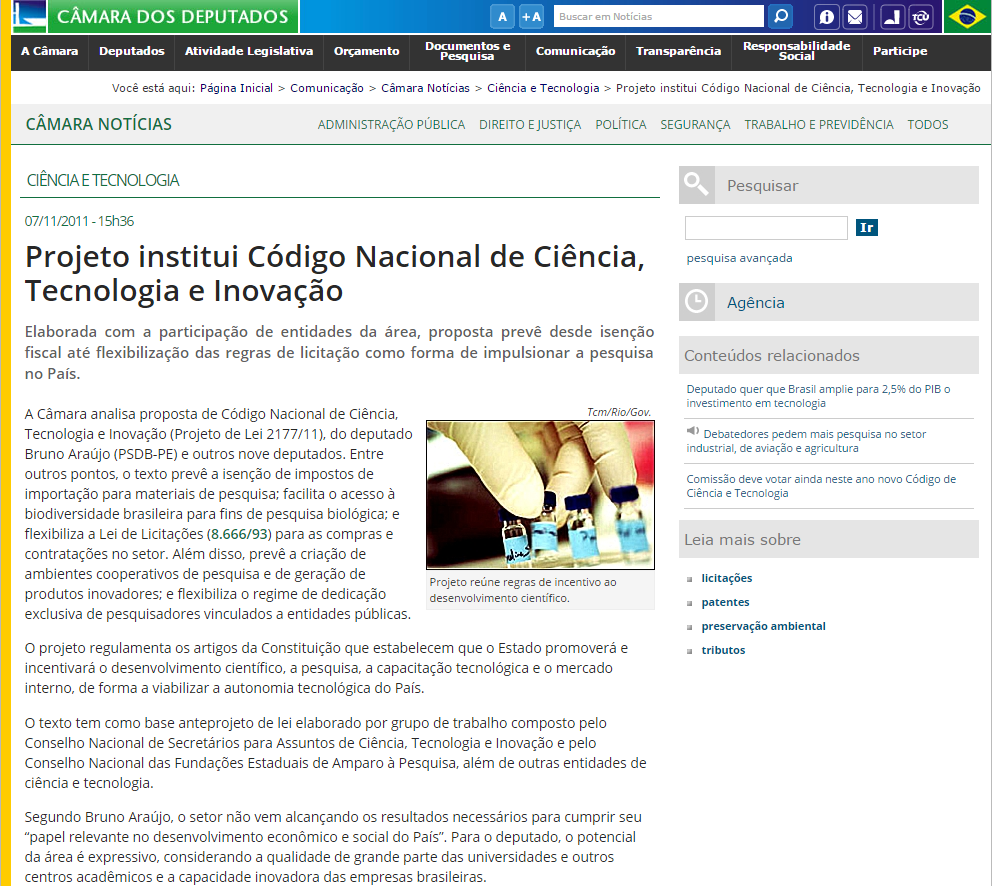 CÂMARA DOS DEPUTADOS
A
+A
Buscar em Notícias
A Câmara
Deputados
Atividade Legislativa
Orçamento
Documentos e
Pesquisa
Comunicação
Transparência
Responsabilidade
Social
Participe
Você está aqui: Página Inicial > Comunicação > Câmara Notícias > Ciência e Tecnologia > Projeto institui Código Nacional de Ciência, Tecnologia e Inovação
CÂMARA NOTÍCIAS
ADMINISTRAÇÃO PÚBLICA DIREITO E JUSTIÇA POLÍTICA SEGURANÇA TRABALHO E PREVIDÊNCIA TODOS
CIÊNCIA E TECNOLOGIA
07/11/2011 - 15h36
Projeto institui Código Nacional de Ciência,
Tecnologia e Inovação
Elaborada com a participação de entidades da área, proposta prevê desde isenção
fiscal até flexibilização das regras de licitação como forma de impulsionar a pesquisa
no País.
A Câmara analisa proposta de Código Nacional de Ciência,
Tecnologia e Inovação (Projeto de Lei 2177/11), do deputado
Bruno Araújo (PSDB-PE) e outros nove deputados. Entre
outros pontos, o texto prevê a isenção de impostos de
importação para materiais de pesquisa; facilita o acesso à
biodiversidade brasileira para fins de pesquisa biológica; e
flexibiliza a Lei de Licitações (8.666/93) para as compras e
contratações no setor. Além disso, prevê a criação de
ambientes cooperativos de pesquisa e de geração de
produtos inovadores; e flexibiliza o regime de dedicação
exclusiva de pesquisadores vinculados a entidades públicas.
Tcm/Rio/Gov.
Projeto reúne regras de incentivo ao
desenvolvimento científico.
O projeto regulamenta os artigos da Constituição que estabelecem que o Estado promoverá e
incentivará o desenvolvimento científico, a pesquisa, a capacitação tecnológica e o mercado
interno, de forma a viabilizar a autonomia tecnológica do País.
O texto tem como base anteprojeto de lei elaborado por grupo de trabalho composto pelo
Conselho Nacional de Secretários para Assuntos de Ciência, Tecnologia e Inovação e pelo
Conselho Nacional das Fundações Estaduais de Amparo à Pesquisa, além de outras entidades de
ciência e tecnologia.
Segundo Bruno Araújo, o setor não vem alcançando os resultados necessários para cumprir seu
“papel relevante no desenvolvimento econômico e social do País”. Para o deputado, o potencial
da área é expressivo, considerando a qualidade de grande parte das universidades e outros
centros acadêmicos e a capacidade inovadora das empresas brasileiras.
Pesquisar
Ir
pesquisa avançada
Agência
Conteúdos relacionados
Deputado quer que Brasil amplie para 2,5% do PIB o
investimento em tecnologia
Debatedores pedem mais pesquisa no setor
industrial, de aviação e agricultura
Comissão deve votar ainda neste ano novo Código de
Ciência e Tecnologia
Leia mais sobre
licitações
patentes
preservação ambiental
tributos